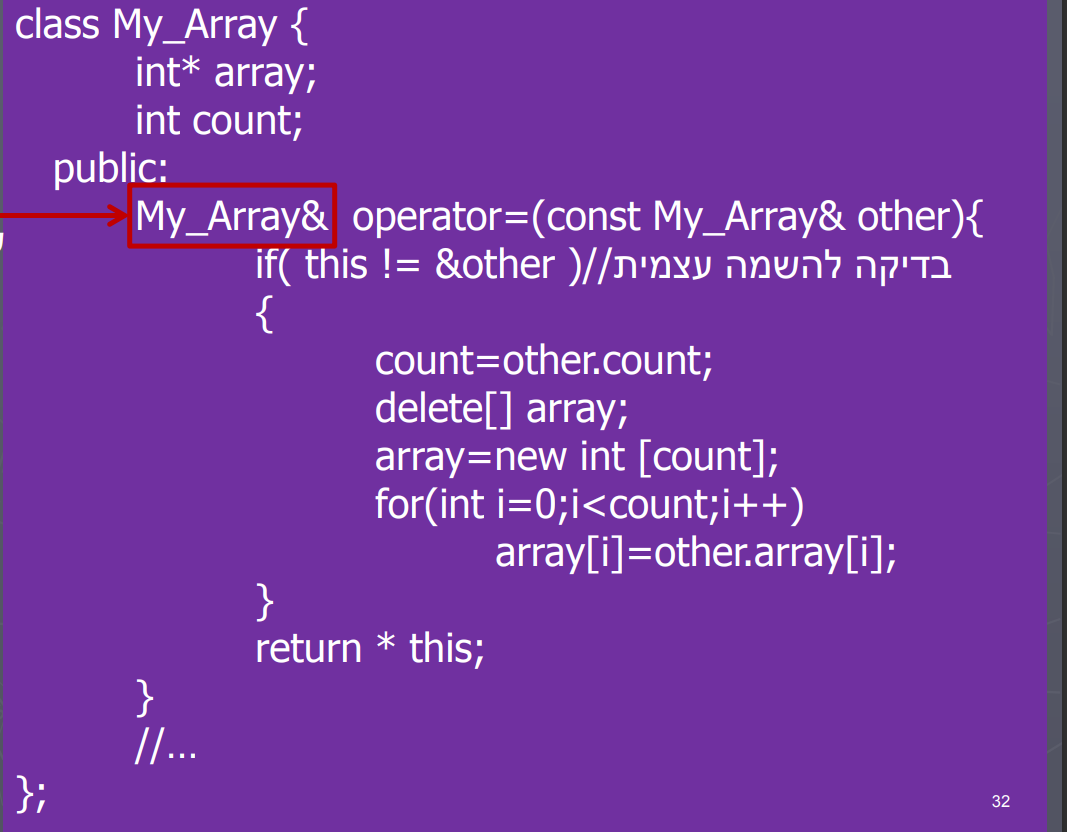 class My_Array {
int* array;
int count;
public:
My_Array& operator=(const My_Array& other){
if( this != &other )//בדיקה להשמה עצמית
{
count=other.count;
delete[] array;
array=new int [count];
for(int i=0;i<count;i++)
array[i]=other.array[i];
}
return * this;
}
//...
};
32